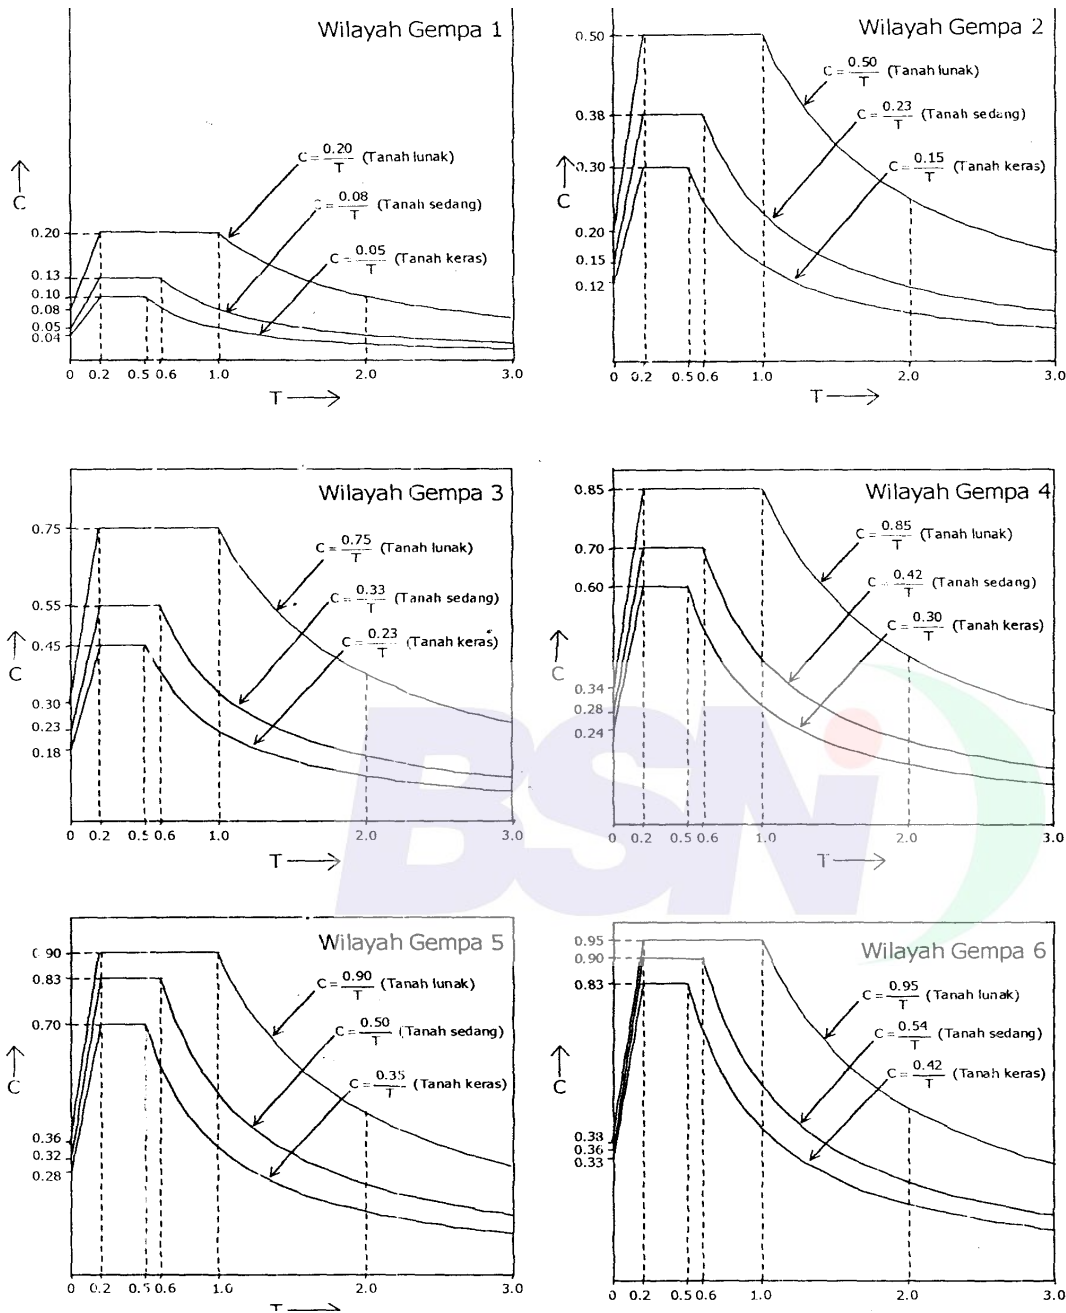 Wilayah Gempa 1
C = 0.20/T (Tanah lunak)
C = 0.08/T (Tanah sedang)
C = 0.05/T (Tanah keras)
C
0.20
0.13
0.10
0.08
0.05
0.04
0 0.2 0.5 0.6 1.0 2.0 3.0
T
Wilayah Gempa 2
C = 0.50/T (Tanah lunak)
C = 0.23/T (Tanah sedang)
C = 0.15/T (Tanah keras)
C
0.50
0.38
0.30
0.20
0.15
0.12
0 0.2 0.5 0.6 1.0 2.0 3.0
T
Wilayah Gempa 3
C = 0.75/T (Tanah lunak)
C = 0.33/T (Tanah sedang)
C = 0.23/T (Tanah keras)
C
0.75
0.55
0.45
0.30
0.23
0.18
0 0.2 0.5 0.6 1.0 2.0 3.0
T
Wilayah Gempa 4
C = 0.85/T (Tanah lunak)
C = 0.42/T (Tanah sedang)
C = 0.30/T (Tanah keras)
C
0.85
0.70
0.60
0.34
0.28
0.24
0 0.2 0.5 0.6 1.0 2.0 3.0
T
BSN
Wilayah Gempa 5
C = 0.90/T (Tanah lunak)
C = 0.50/T (Tanah sedang)
C = 0.35/T (Tanah keras)
C
0.90
0.83
0.70
0.36
0.32
0.28
0 0.2 0.5 0.6 1.0 2.0 3.0
T
Wilayah Gempa 6
C = 0.95/T (Tanah lunak)
C = 0.54/T (Tanah sedang)
C = 0.42/T (Tanah keras)
C
0.95
0.90
0.83
0.38
0.36
0.33
0 0.2 0.5 0.6 1.0 2.0 3.0